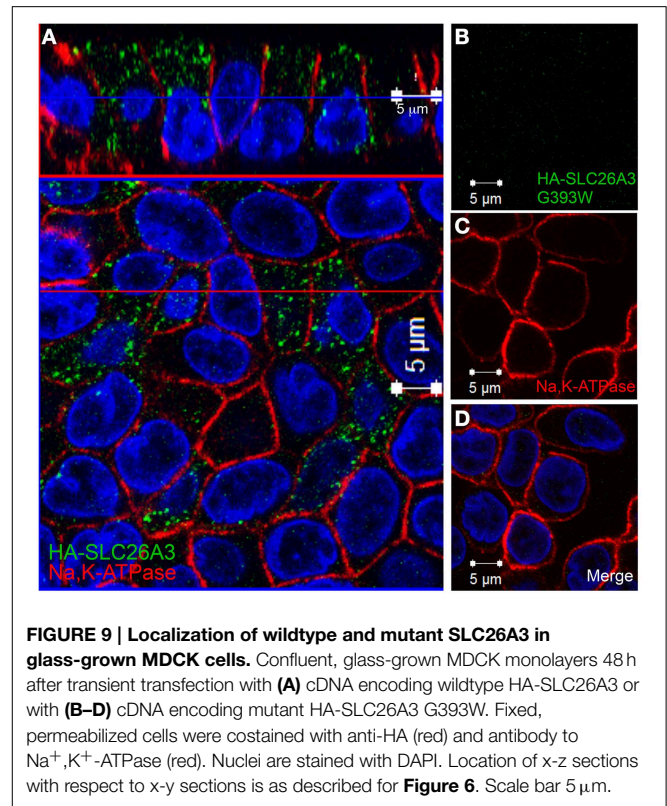 A
5 μm
5 μm
HA-SLC26A3
Na,K-ATPase
B
HA-SLC26A3
G393W
5 μm
C
5 μm
Na,K-ATPase
D
5 μm
Merge
FIGURE 9 | Localization of wildtype and mutant SLC26A3 in
glass-grown MDCK cells. Confluent, glass-grown MDCK monolayers 48 h
after transient transfection with (A) cDNA encoding wildtype HA-SLC26A3 or
with (B–D) cDNA encoding mutant HA-SLC26A3 G393W. Fixed,
permeabilized cells were costained with anti-HA (red) and antibody to
Na⁺,K⁺-ATPase (red). Nuclei are stained with DAPI. Location of x-z sections
with respect to x-y sections is as described for Figure 6. Scale bar 5 μm.